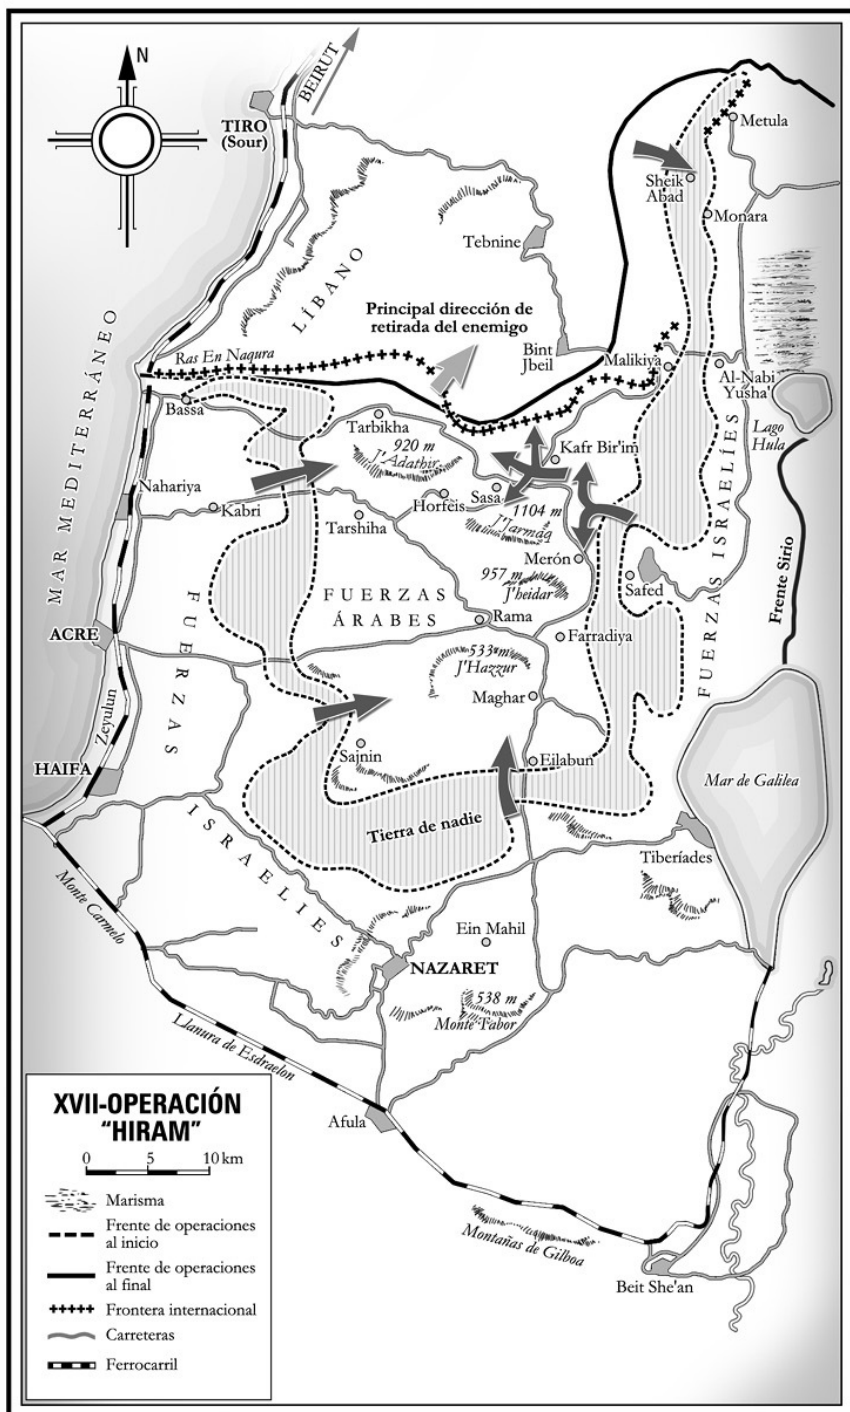 BEIRUT
N
TIRO
(Sour)
Metula
Sheik
Abad
Monara
Tebnine
LÍBANO
MAR MEDITERRÁNEO
Principal dirección de
retirada del enemigo
Ras En Naqura
Bint
Jbeil
Malikiya
Al-Nabi
Yusha'
Bassa
Tarbikha
Lago
Hula
920 m
J'Adathir
Kafr Bir'im
Nahariya
Kabri
Horfeis
Sasa
Tarshiha
1104 m
J'Jarmaq
Merón
957 m
J'heidar
Safed
FUERZAS
ÁRABES
FUERZAS ISRAELÍES
Frente Sirio
Rama
ACRE
Farradiya
533 m
J'Hazzur
Maghar
FUERZAS
ISRAELIES
Zeyulun
Sajnin
HAIFA
Eilabun
Mar de Galilea
Tierra de nadie
Tiberíades
Monte Carmelo
Ein Mahil
NAZARET
538 m
Monte Tabor
Llanura de Esdraelon
Afula
Montañas de Gilboa
Beit She'an
XVII-OPERACIÓN
"HIRAM"
0 5 10 km
Marisma
Frente de operaciones
al inicio
Frente de operaciones
al final
Frontera internacional
Carreteras
Ferrocarril